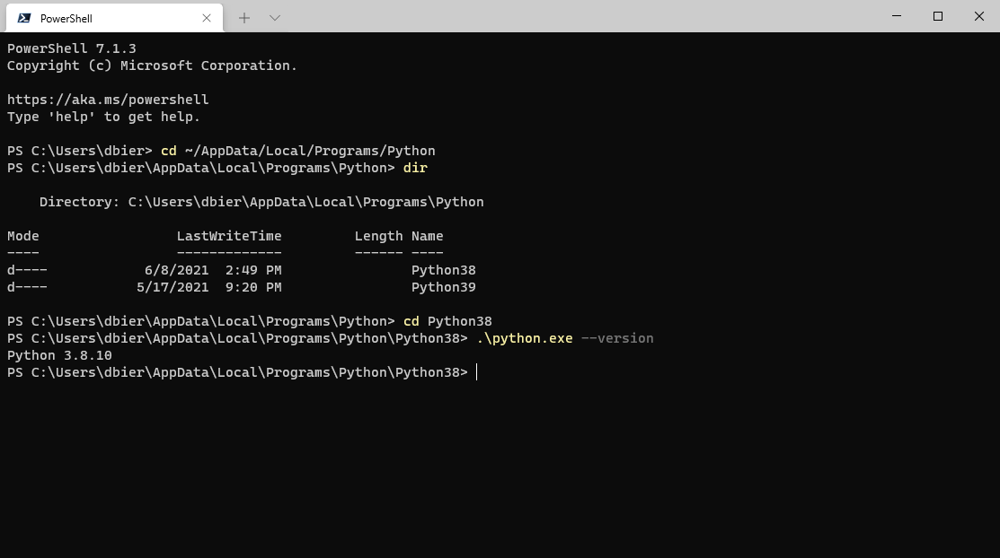 PowerShell
PowerShell 7.1.3
Copyright (c) Microsoft Corporation.
https://aka.ms/powershell
Type 'help' to get help.
PS C:\Users\dbier> cd ~/AppData/Local/Programs/Python
PS C:\Users\dbier\AppData\Local\Programs\Python> dir
    Directory: C:\Users\dbier\AppData\Local\Programs\Python
Mode                 LastWriteTime         Length Name
----                 -------------         ------ ----
d----            6/8/2021  2:49 PM                Python38
d----           5/17/2021  9:20 PM                Python39
PS C:\Users\dbier\AppData\Local\Programs\Python> cd Python38
PS C:\Users\dbier\AppData\Local\Programs\Python\Python38> .\python.exe --version
Python 3.8.10
PS C:\Users\dbier\AppData\Local\Programs\Python\Python38>